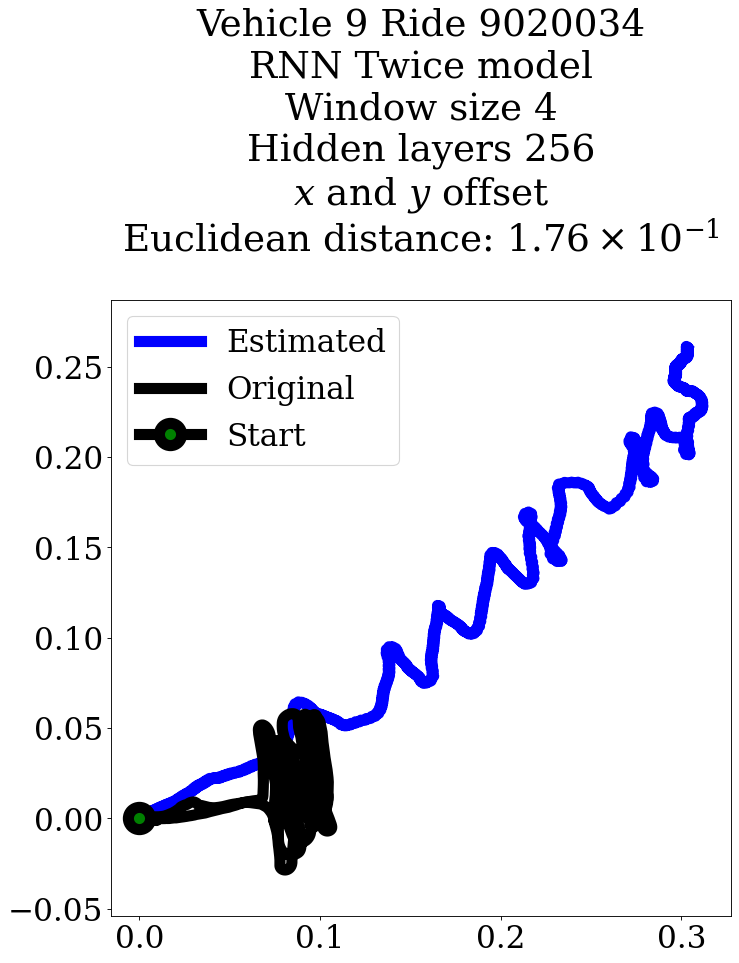 Vehicle 9 Ride 9020034
RNN Twice model
Window size 4
Hidden layers 256
x and y offset
Euclidean distance: 1.76 × 10⁻¹
Estimated
Original
Start
0.25
0.20
0.15
0.10
0.05
0.00
−0.05
0.0 0.1 0.2 0.3